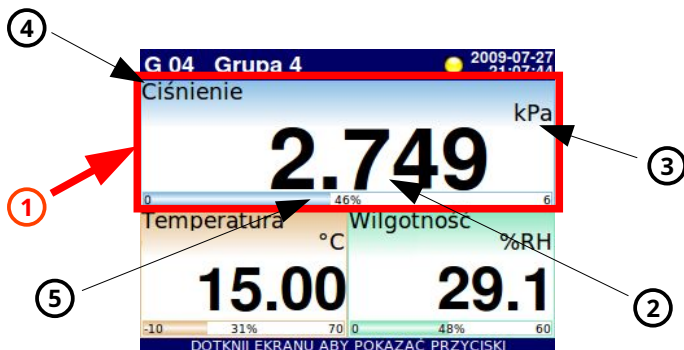 4
G 04 Grupa 4
2009-07-27
21:07:44
Ciśnienie
kPa
2.749
3
1
0 46% 6
Temperatura
°C
Wilgotność
%RH
15.00
29.1
5
2
-10 31% 70
0 48% 60
DOTKNIJ EKRANU ABY POKAZAĆ PRZYCISKI